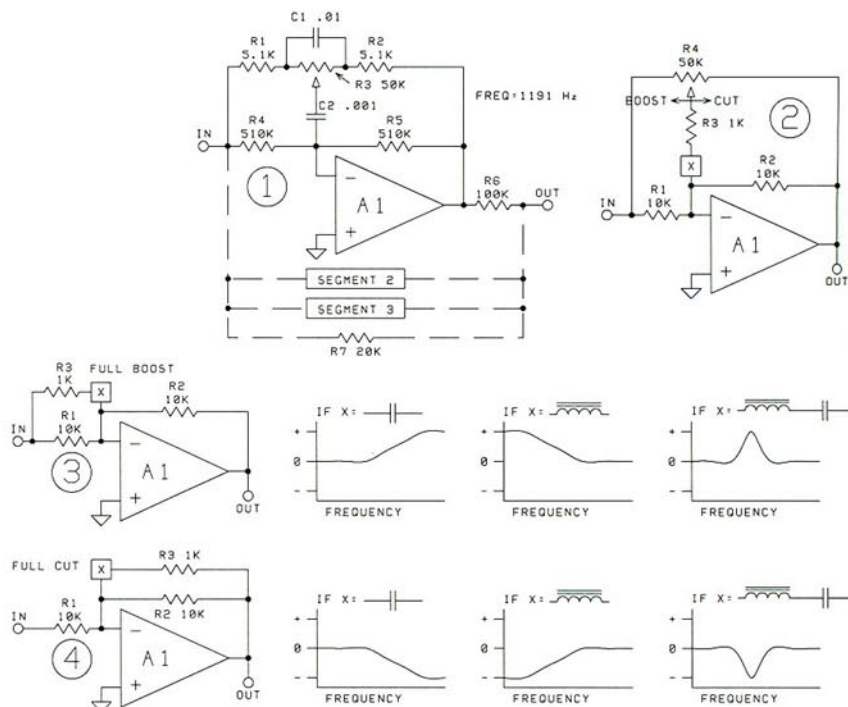 C1 .01
R1
5.1K
R2
5.1K
R3 50K
FREQ=1191 Hz
C2 .001
R4
510K
R5
510K
IN
1
−
A1
+
R6
100K
OUT
SEGMENT 2
SEGMENT 3
R7 20K
R4
50K
BOOST
CUT
R3 1K
2
X
R2
10K
IN
R1
10K
−
A1
+
OUT
FULL BOOST
R3
1K
X
R2
10K
IN
R1
10K
3
−
A1
+
OUT
IF X=
+
0
−
FREQUENCY
IF X=
+
0
−
FREQUENCY
IF X=
+
0
−
FREQUENCY
FULL CUT
X
R3 1K
IN
R1
10K
R2 10K
4
−
A1
+
OUT
IF X=
+
0
−
FREQUENCY
IF X=
+
0
−
FREQUENCY
IF X=
+
0
−
FREQUENCY